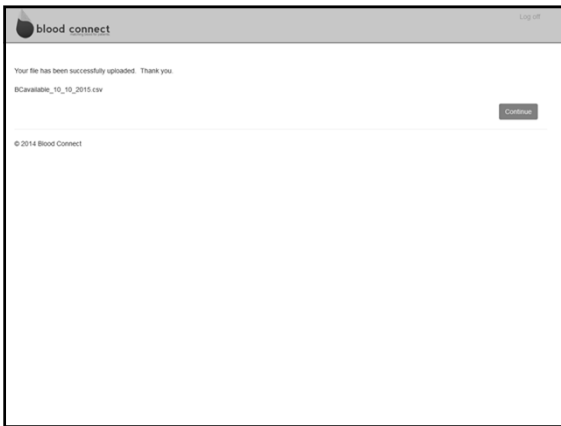 Log off
blood connect
Your file has been successfully uploaded. Thank you
BCavailable_10_10_2015.csv
Continue
© 2014 Blood Connect